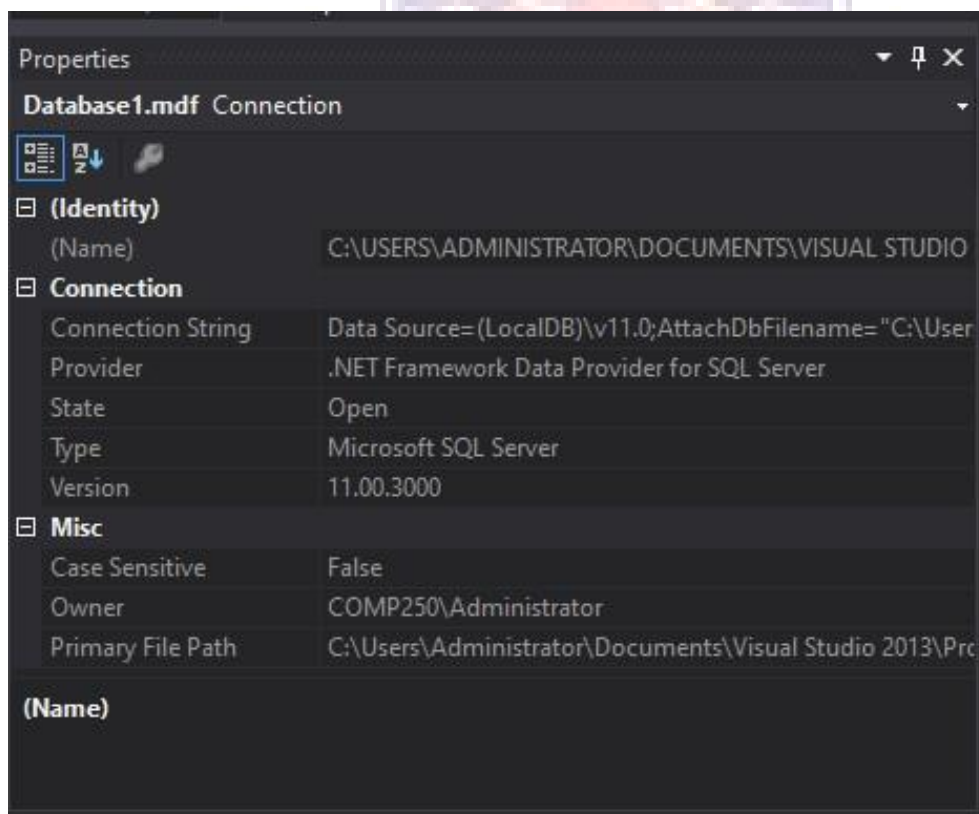 Properties
Database1.mdf Connection
(Identity)
(Name) C:\USERS\ADMINISTRATOR\DOCUMENTS\VISUAL STUDIO
Connection
Connection String Data Source=(LocalDB)\v11.0;AttachDbFilename="C:\User
Provider .NET Framework Data Provider for SQL Server
State Open
Type Microsoft SQL Server
Version 11.00.3000
Misc
Case Sensitive False
Owner COMP250\Administrator
Primary File Path C:\Users\Administrator\Documents\Visual Studio 2013\Pro
(Name)